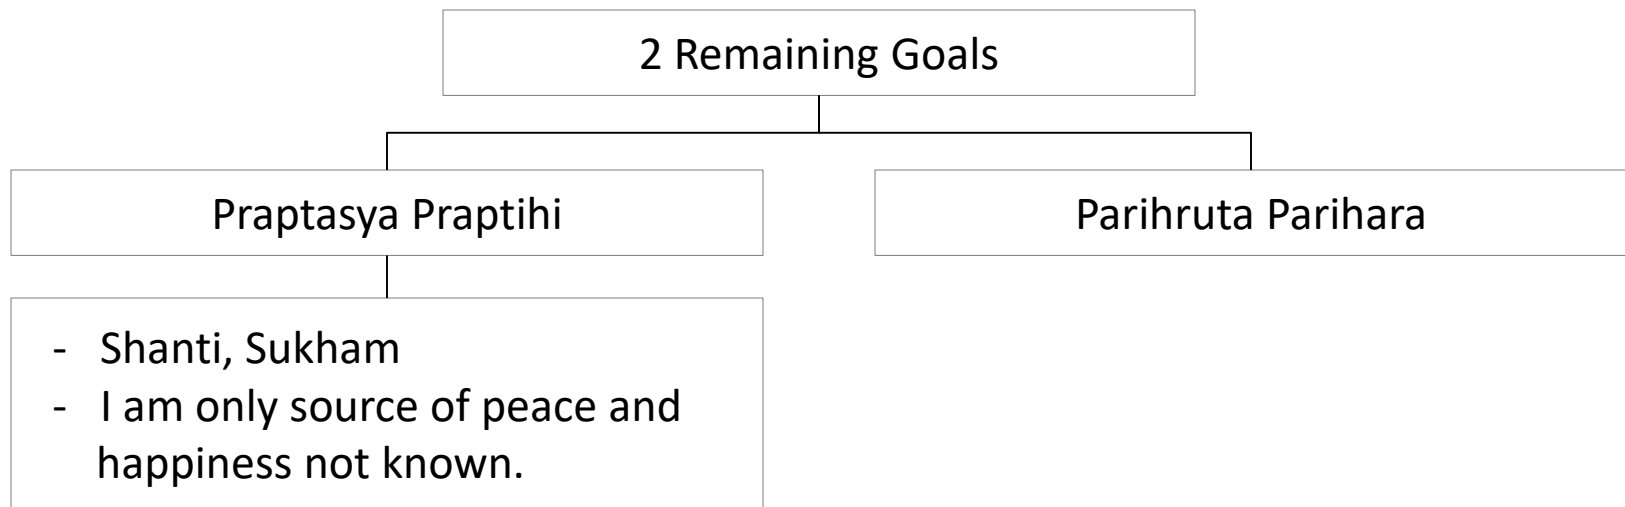 2 Remaining Goals
Praptasya Praptihi
Parihruta Parihara
- Shanti, Sukham
- I am only source of peace and
happiness not known.